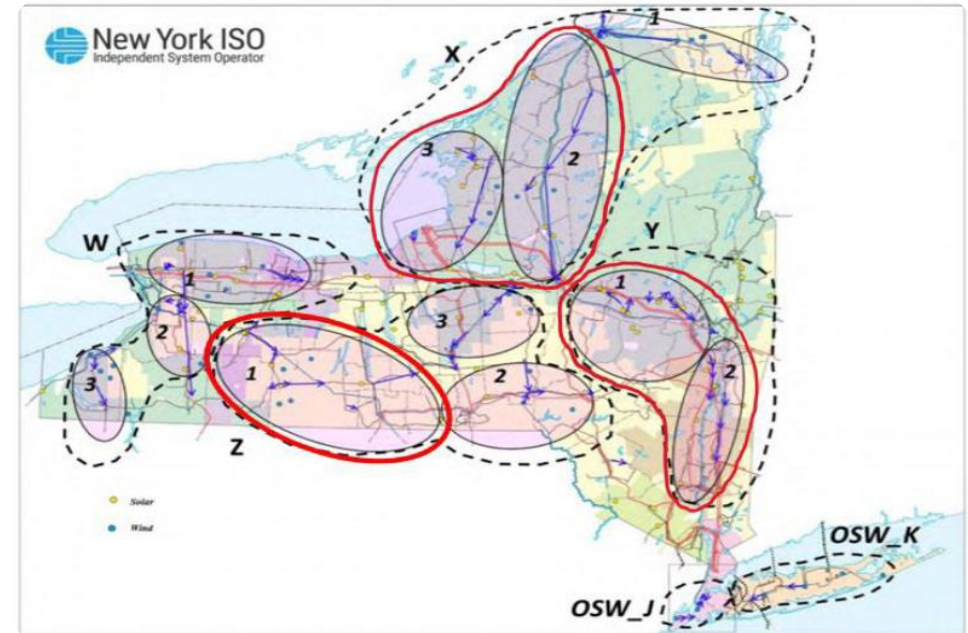 New York ISO
Independent System Operator
X
1
3
2
W
Y
1
1
2
3
3
1
2
2
Z
Solar
Wind
OSW_K
OSW_J